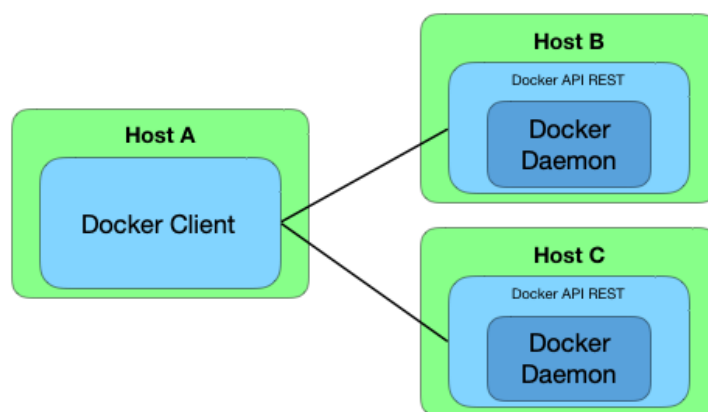 Host A
Docker Client
Host B
Docker API REST
Docker
Daemon
Host C
Docker API REST
Docker
Daemon